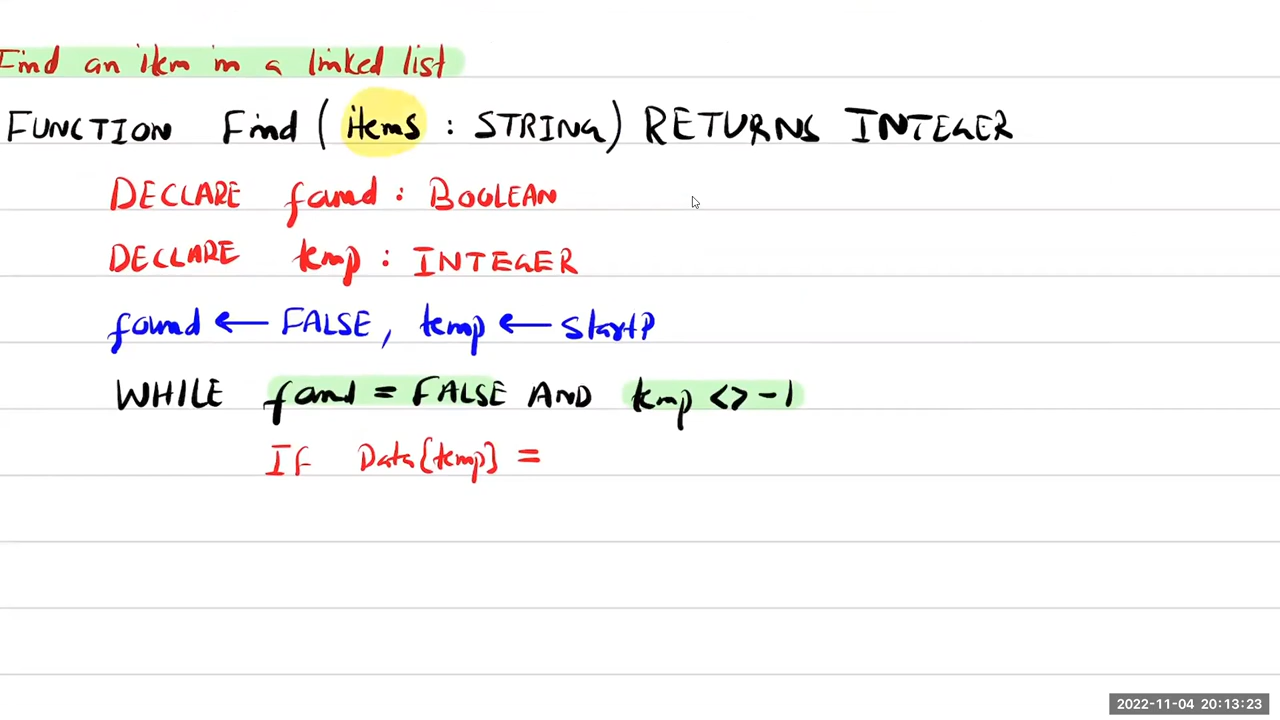 Find an item in a linked list
FUNCTION Find ( items : STRING) RETURNS INTEGER
DECLARE found : BOOLEAN
DECLARE temp : INTEGER
found ← FALSE, temp ← startP
WHILE found = FALSE AND temp <> -1
IF Data[temp] =
2022-11-04 20:13:23